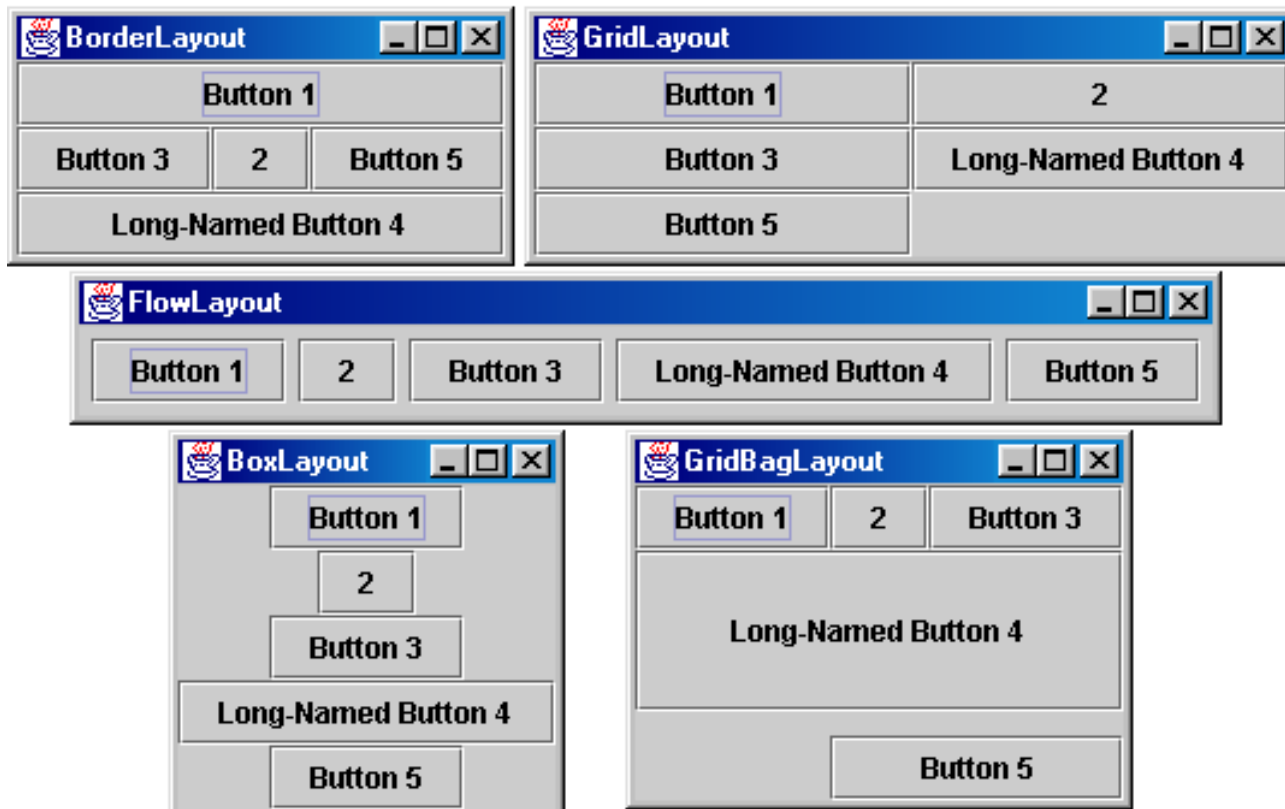 BorderLayout
Button 1
Button 3 2 Button 5
Long-Named Button 4
GridLayout
Button 1 2
Button 3 Long-Named Button 4
Button 5
FlowLayout
Button 1 2 Button 3 Long-Named Button 4 Button 5
BoxLayout
Button 1
2
Button 3
Long-Named Button 4
Button 5
GridBagLayout
Button 1 2 Button 3
Long-Named Button 4
Button 5